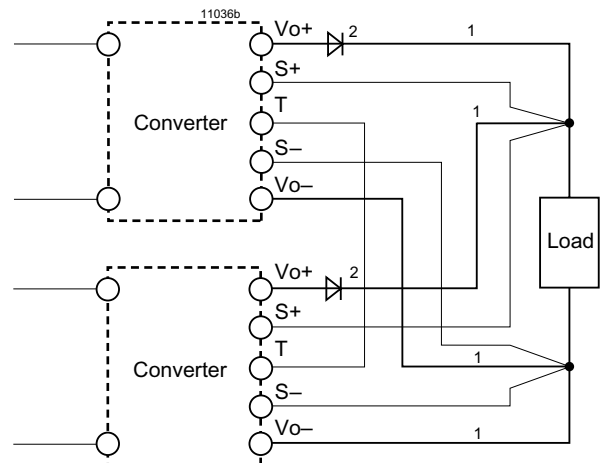 11036b
Vo+
2
1
S+
T
1
Converter
S–
Vo–
Load
Vo+
2
S+
T
1
Converter
S–
Vo–
1